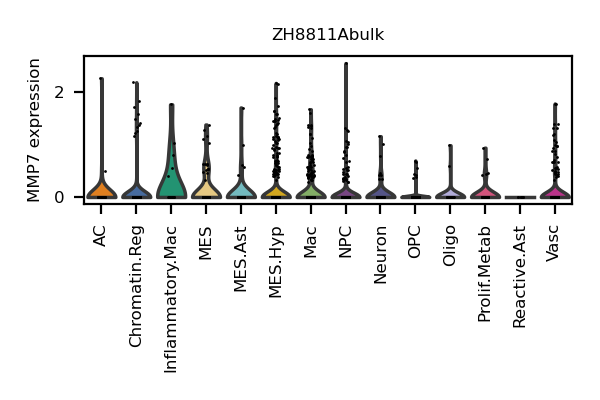 ZH8811Abulk
MMP7 expression
2
0
AC
Chromatin.Reg
Inflammatory.Mac
MES
MES.Ast
MES.Hyp
Mac
NPC
Neuron
OPC
Oligo
Prolif.Metab
Reactive.Ast
Vasc